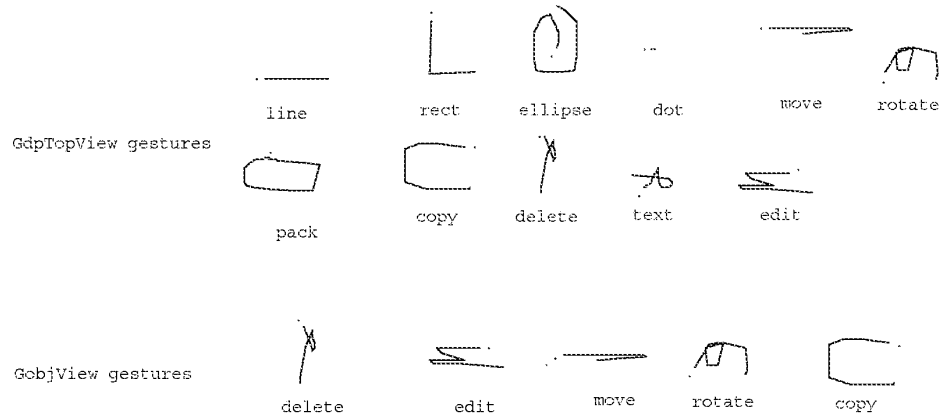 line rect ellipse dot move rotate
GdpTopView gestures
pack copy delete text edit
GobjView gestures
delete edit move rotate copy